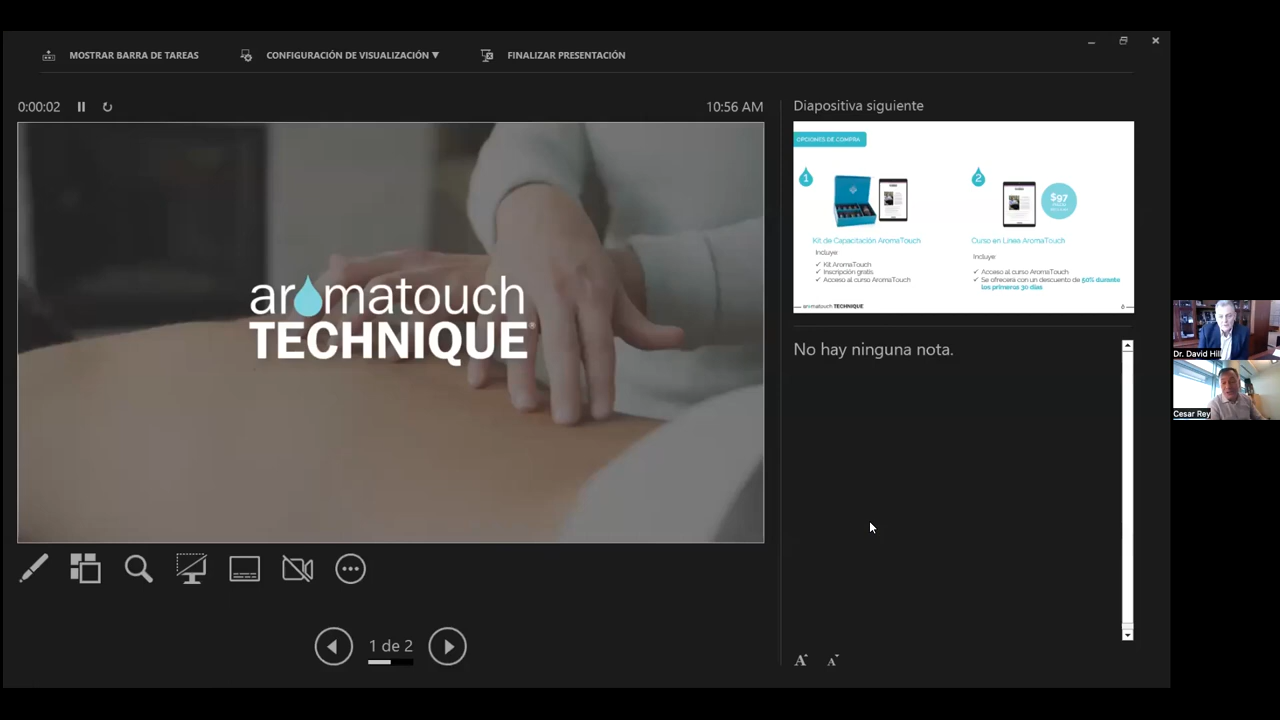 MOSTRAR BARRA DE TAREAS
CONFIGURACIÓN DE VISUALIZACIÓN ▼
FINALIZAR PRESENTACIÓN
0:00:02
10:56 AM
aromatouch
TECHNIQUE®
1 de 2
Diapositiva siguiente
OPCIONES DE COMPRA
1
Kit de Capacitación AromaTouch
Incluye
✓ Kit AromaTouch
✓ Inscripción gratis
✓ Acceso al curso AromaTouch
2
$97
Curso en Línea AromaTouch
Incluye:
✓ Acceso al curso AromaTouch
✓ Se ofrecerá con un descuento de 50% durante
los primeros 30 días
aromatouch TECHNIQUE
6
No hay ninguna nota.
A
A
Dr. David Hill
Cesar Rey